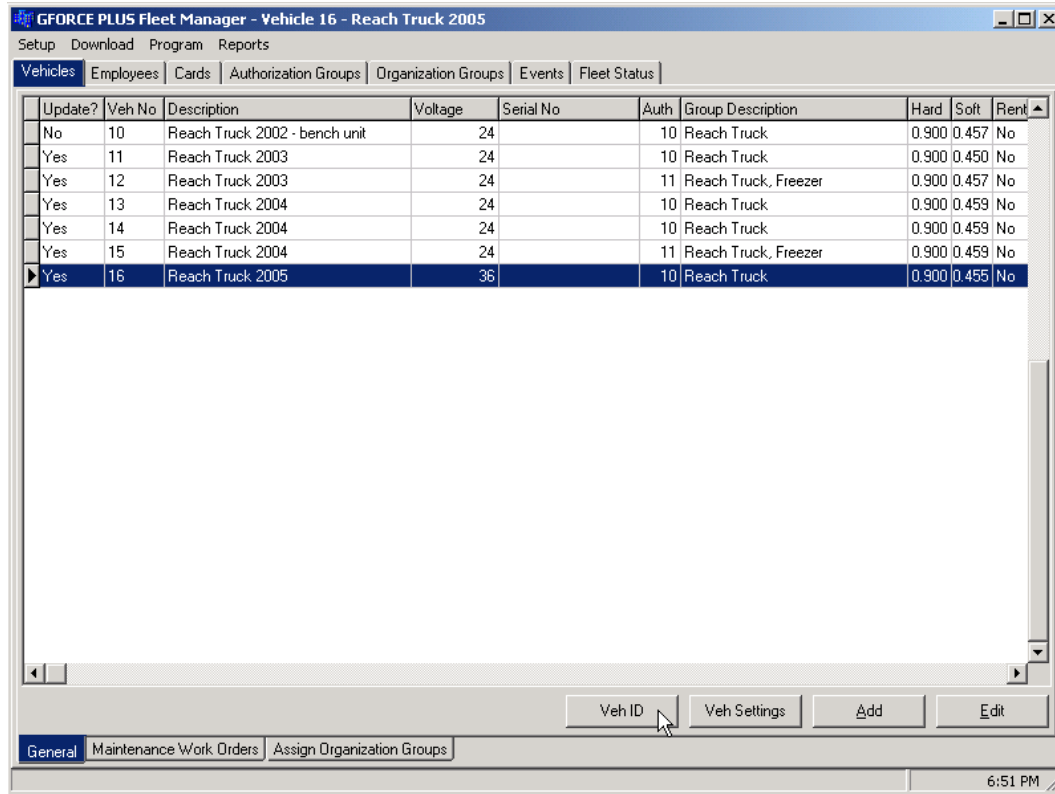 GFORCE PLUS Fleet Manager - Vehicle 16 - Reach Truck 2005
Setup Download Program Reports
Vehicles Employees Cards Authorization Groups Organization Groups Events Fleet Status
Update? Veh No Description Voltage Serial No Auth Group Description Hard Soft Rent
No 10 Reach Truck 2002 - bench unit 24 10 Reach Truck 0.900 0.457 No
Yes 11 Reach Truck 2003 24 10 Reach Truck 0.900 0.450 No
Yes 12 Reach Truck 2003 24 11 Reach Truck, Freezer 0.900 0.457 No
Yes 13 Reach Truck 2004 24 10 Reach Truck 0.900 0.459 No
Yes 14 Reach Truck 2004 24 10 Reach Truck 0.900 0.459 No
Yes 15 Reach Truck 2004 24 11 Reach Truck, Freezer 0.900 0.459 No
Yes 16 Reach Truck 2005 36 10 Reach Truck 0.900 0.455 No
Veh ID Veh Settings Add Edit
General Maintenance Work Orders Assign Organization Groups
6:51 PM